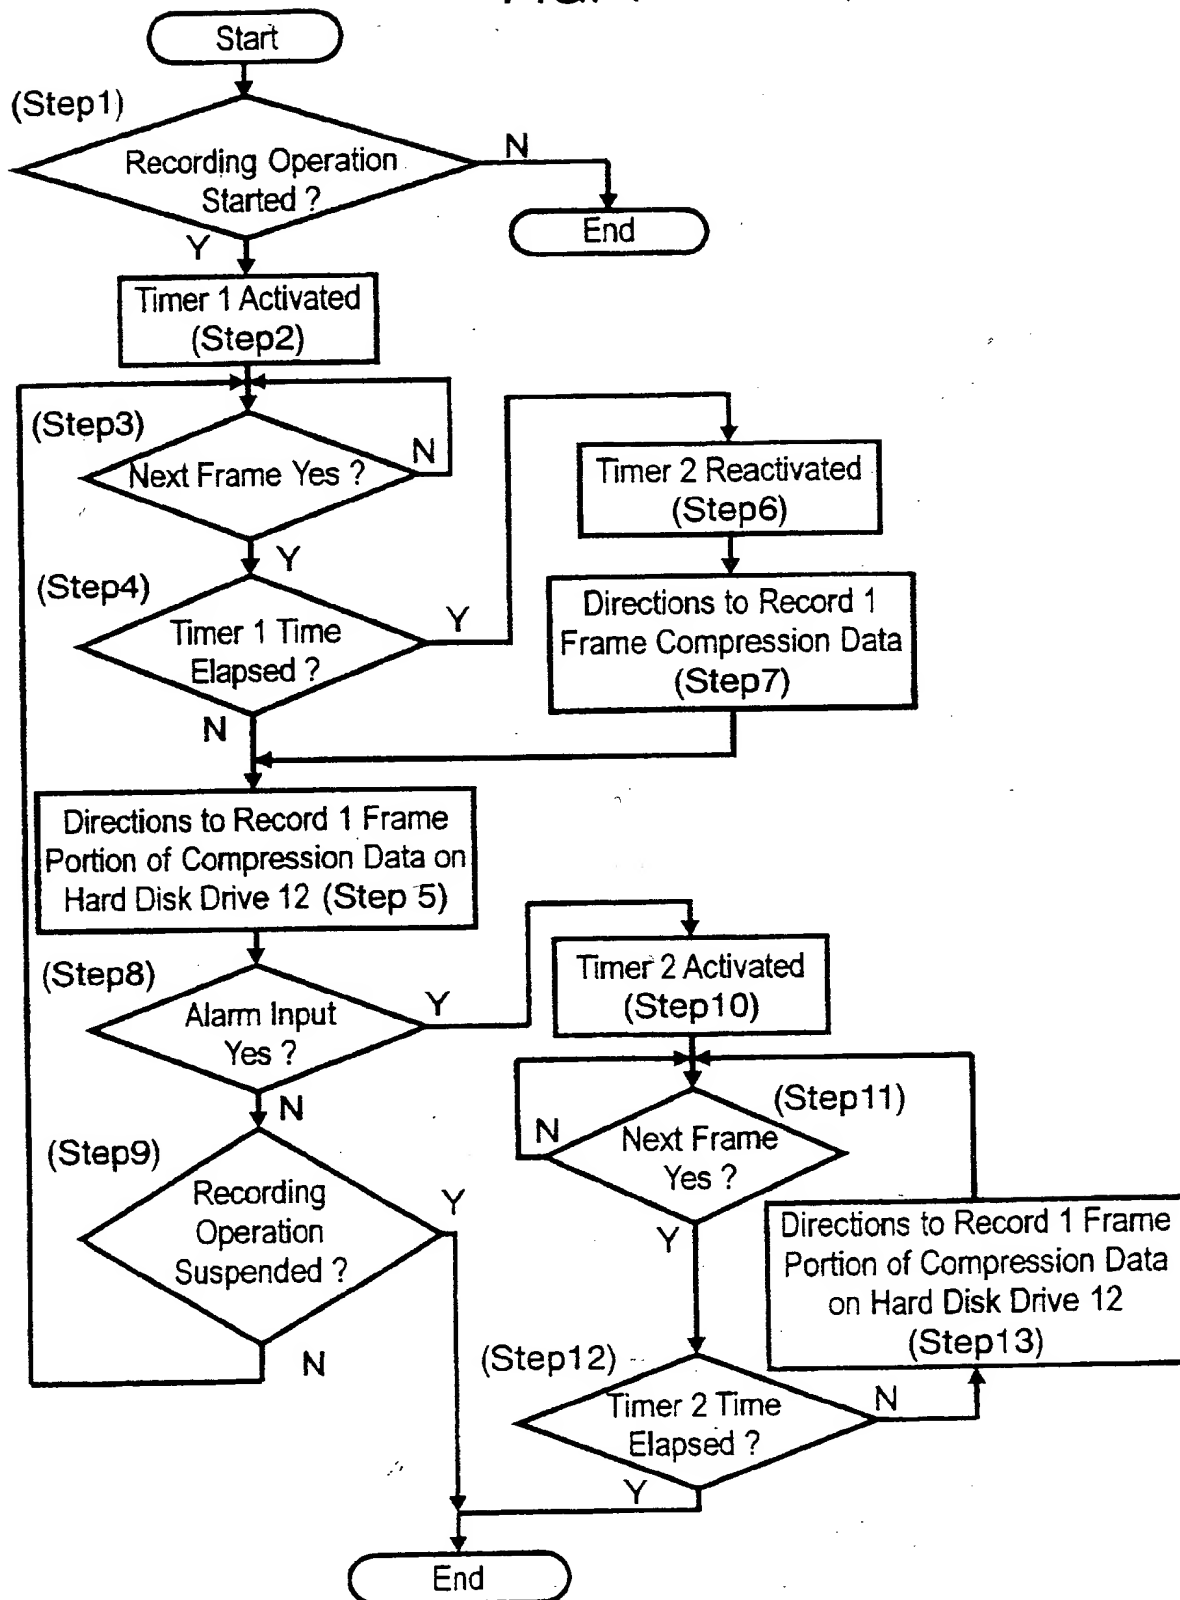 Start
(Step1)
Recording Operation
Started ?
N
End
Y
Timer 1 Activated
(Step2)
(Step3)
Next Frame Yes ?
N
Y
Timer 2 Reactivated
(Step6)
(Step4)
Timer 1 Time
Elapsed ?
Y
N
Directions to Record 1
Frame Compression Data
(Step7)
Directions to Record 1 Frame
Portion of Compression Data on
Hard Disk Drive 12 (Step 5)
(Step8)
Alarm Input
Yes ?
Y
N
Timer 2 Activated
(Step10)
(Step11)
Next Frame
Yes ?
N
Y
(Step9)
Recording
Operation
Suspended ?
Y
N
Directions to Record 1 Frame
Portion of Compression Data
on Hard Disk Drive 12
(Step13)
(Step12)
Timer 2 Time
Elapsed ?
N
Y
End